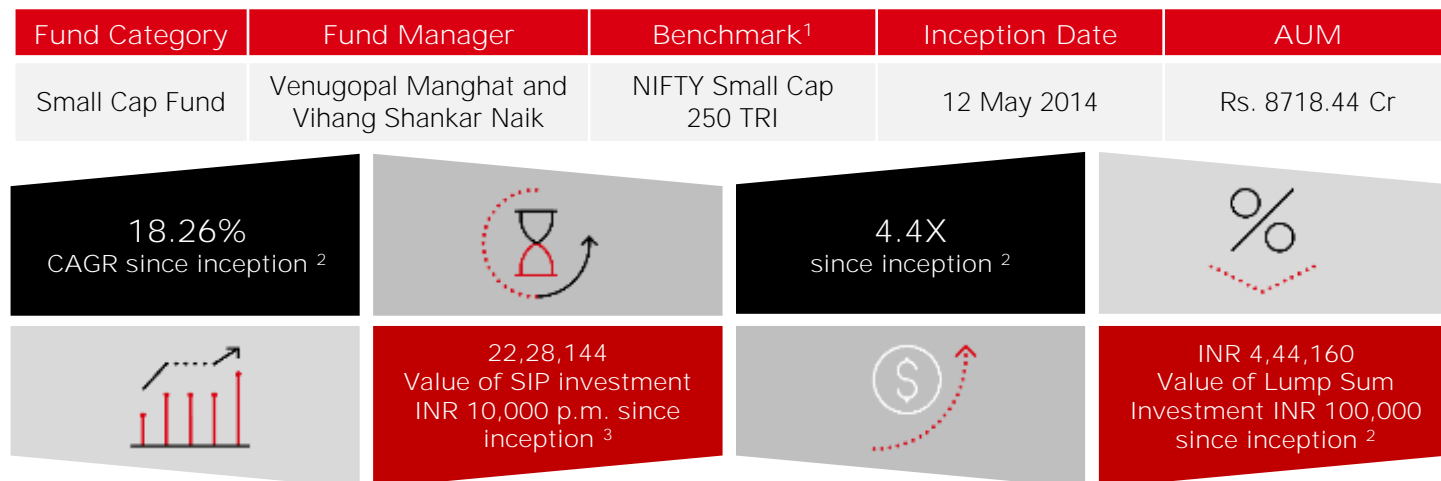 Fund Category
Fund Manager
Benchmark¹
Inception Date
AUM
Small Cap Fund
Venugopal Manghat and
Vihang Shankar Naik
NIFTY Small Cap
250 TRI
12 May 2014
Rs. 8718.44 Cr
18.26%
CAGR since inception ²
4.4X
since inception ²
%
22,28,144
Value of SIP investment
INR 10,000 p.m. since
inception ³
$
INR 4,44,160
Value of Lump Sum
Investment INR 100,000
since inception ²